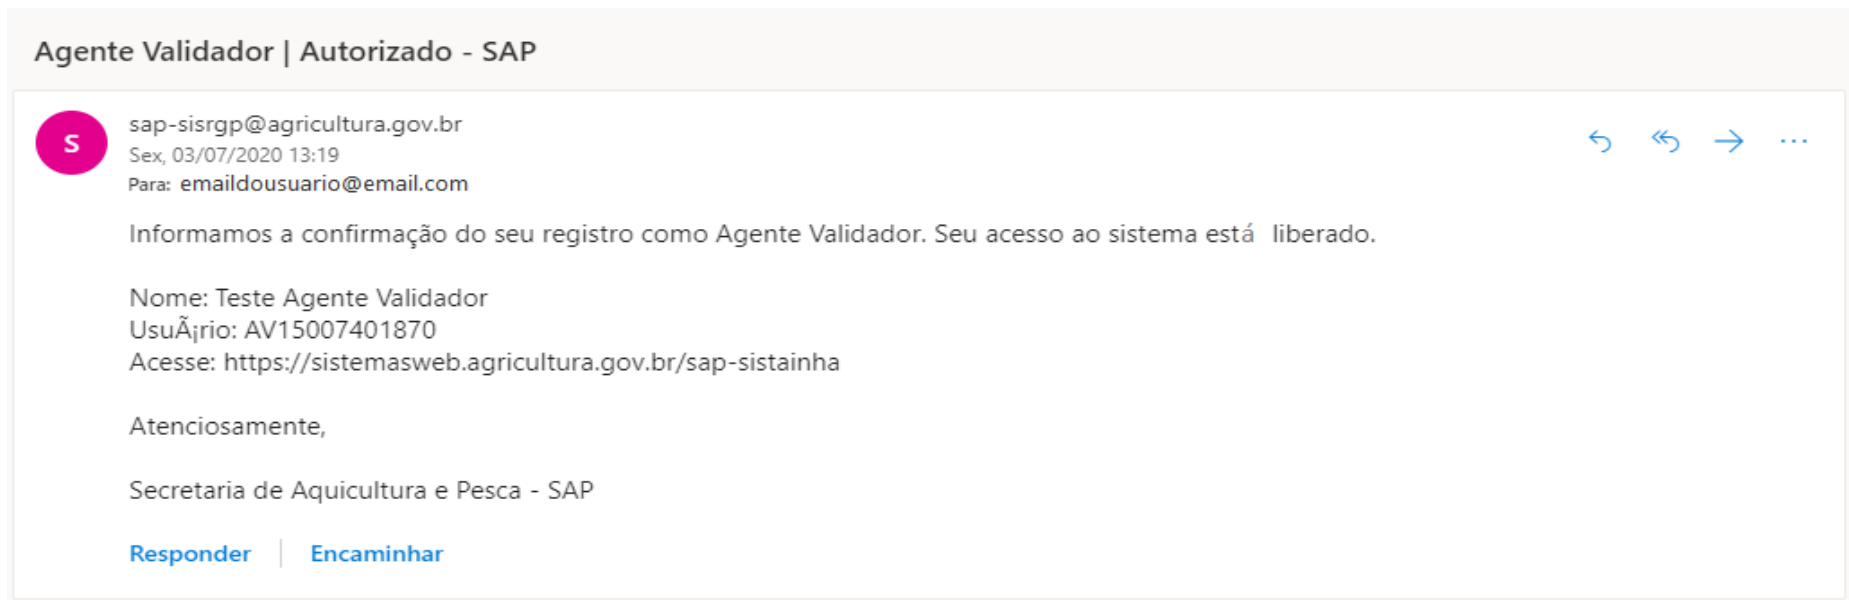 Agente Validador | Autorizado - SAP
S
sap-sisrgp@agricultura.gov.br
Sex, 03/07/2020 13:19
Para: emaildousuario@email.com
Informamos a confirmação do seu registro como Agente Validador. Seu acesso ao sistema está liberado.
Nome: Teste Agente Validador
UsuÃ¡rio: AV15007401870
Acesse: https://sistemasweb.agricultura.gov.br/sap-sistainha
Atenciosamente,
Secretaria de Aquicultura e Pesca - SAP
Responder | Encaminhar